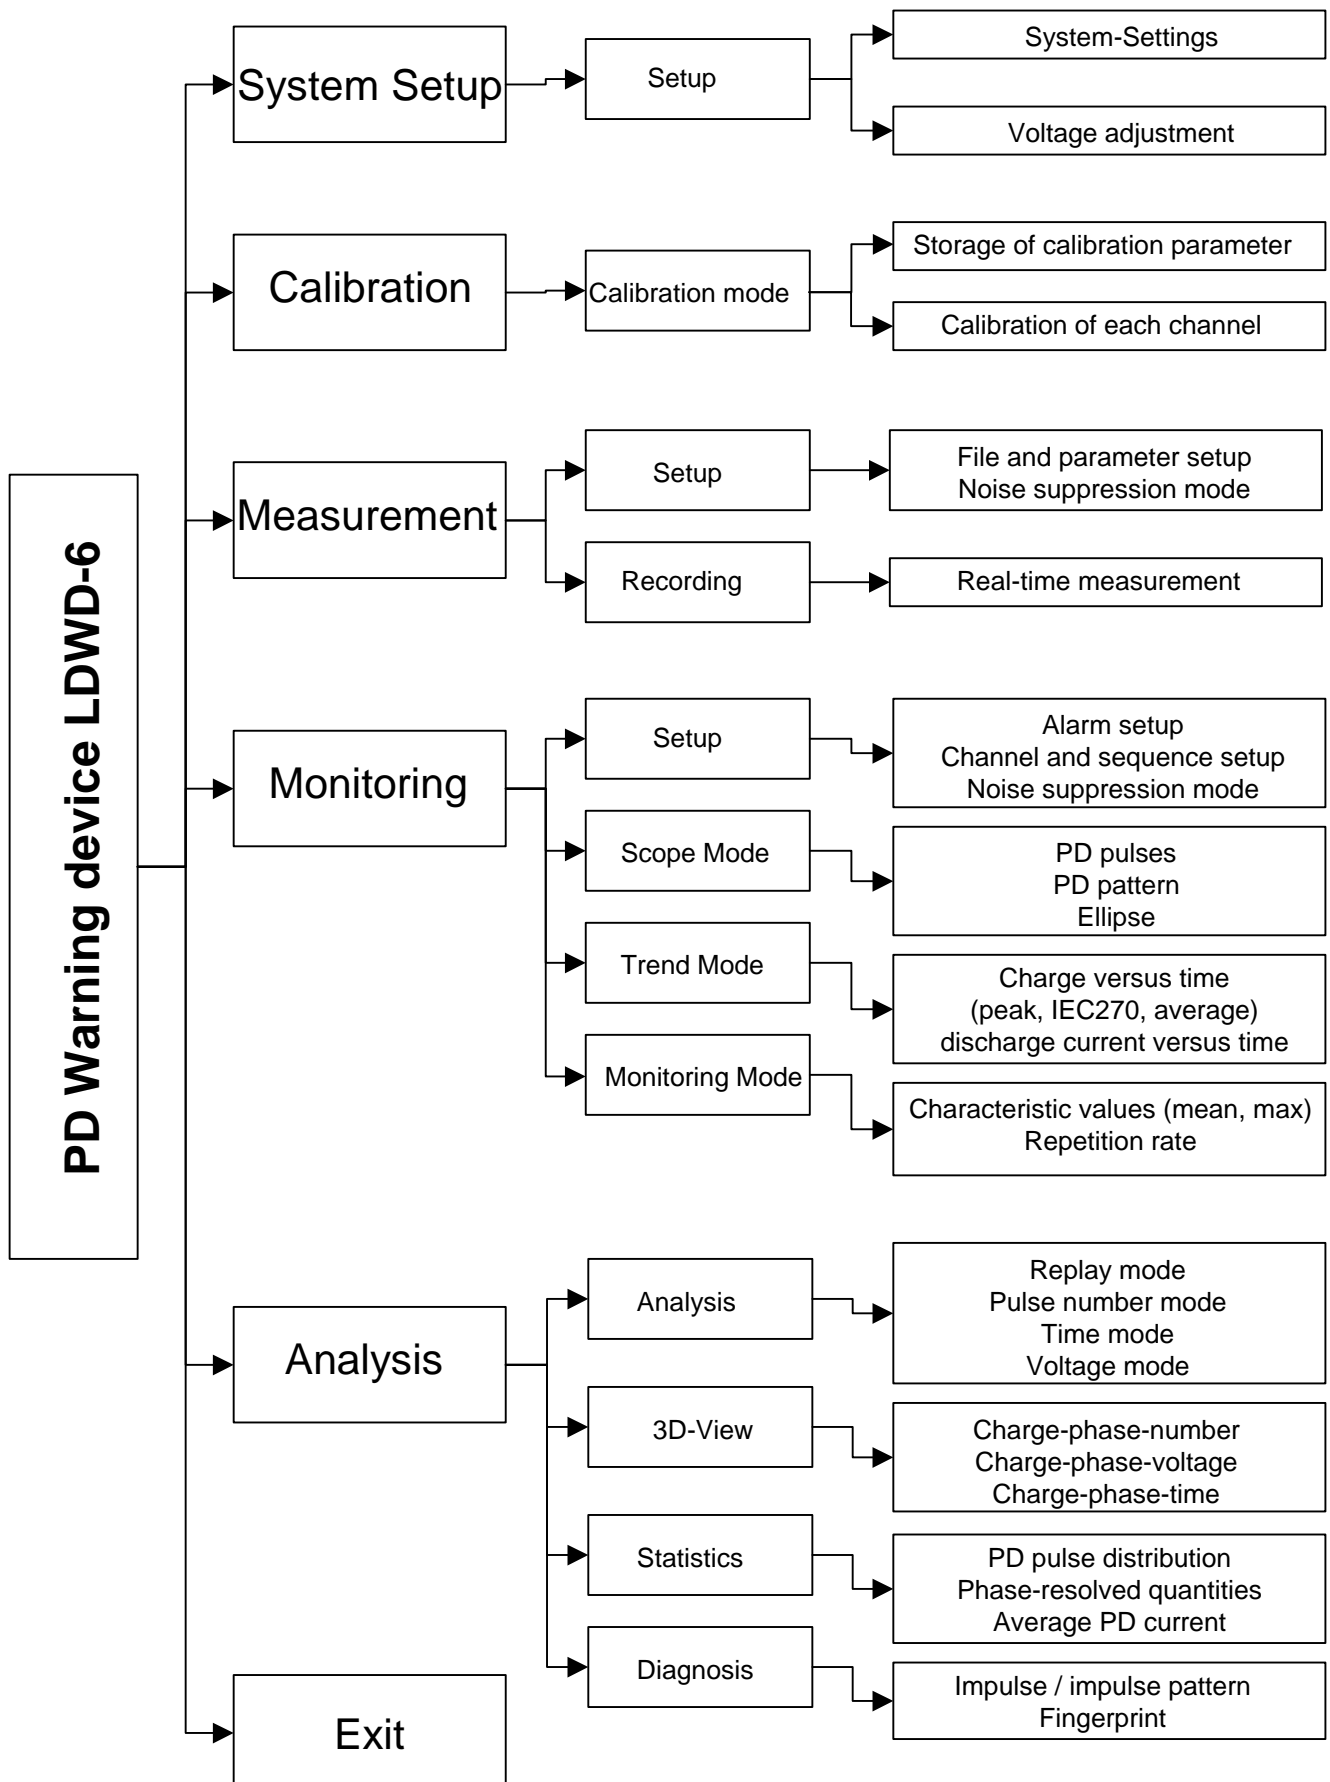 PD Warning device LDWD-6
System Setup
Setup
System-Settings
Voltage adjustment
Calibration
Calibration mode
Storage of calibration parameter
Calibration of each channel
Measurement
Setup
File and parameter setup
Noise suppression mode
Recording
Real-time measurement
Monitoring
Setup
Alarm setup
Channel and sequence setup
Noise suppression mode
Scope Mode
PD pulses
PD pattern
Ellipse
Trend Mode
Charge versus time
(peak, IEC270, average)
discharge current versus time
Monitoring Mode
Characteristic values (mean, max)
Repetition rate
Analysis
Analysis
Replay mode
Pulse number mode
Time mode
Voltage mode
3D-View
Charge-phase-number
Charge-phase-voltage
Charge-phase-time
Statistics
PD pulse distribution
Phase-resolved quantities
Average PD current
Diagnosis
Impulse / impulse pattern
Fingerprint
Exit